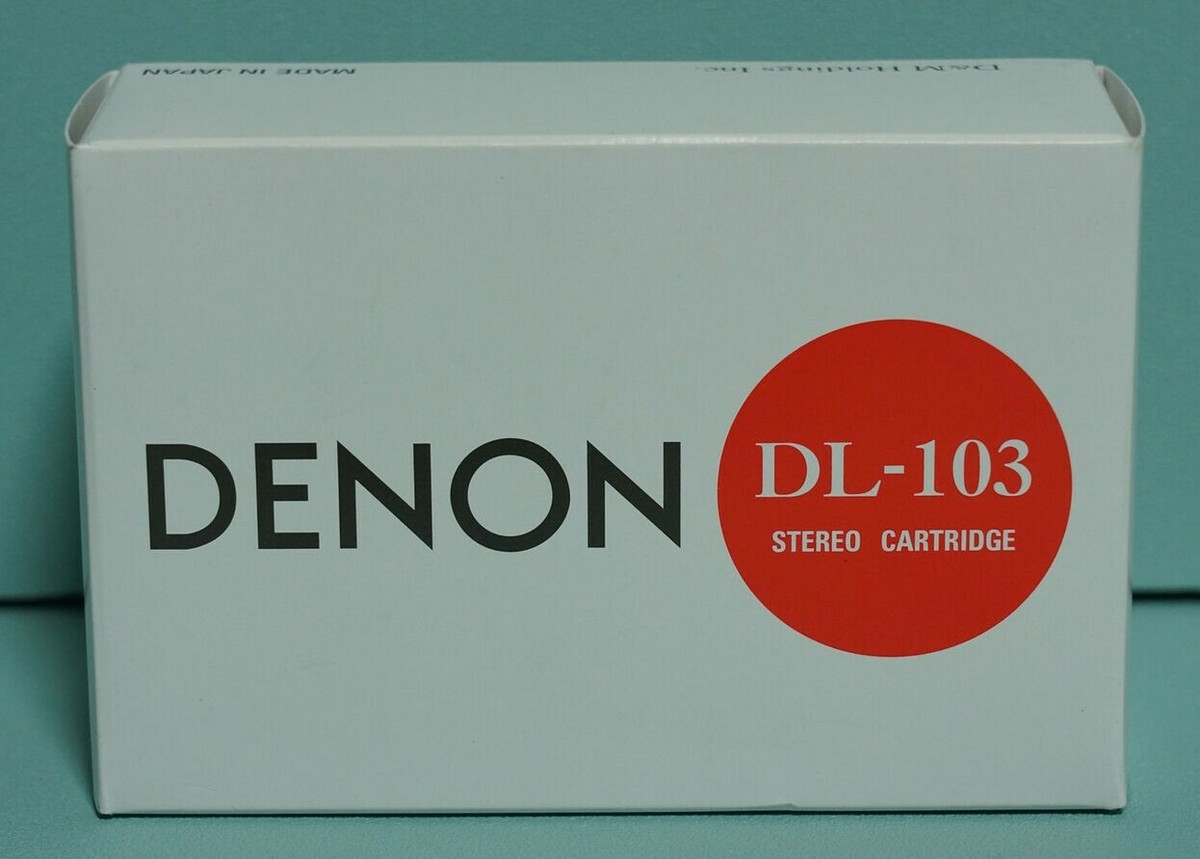 MADE IN JAPAN
D&M Holdings Inc.
DENON
DL-103
STEREO CARTRIDGE